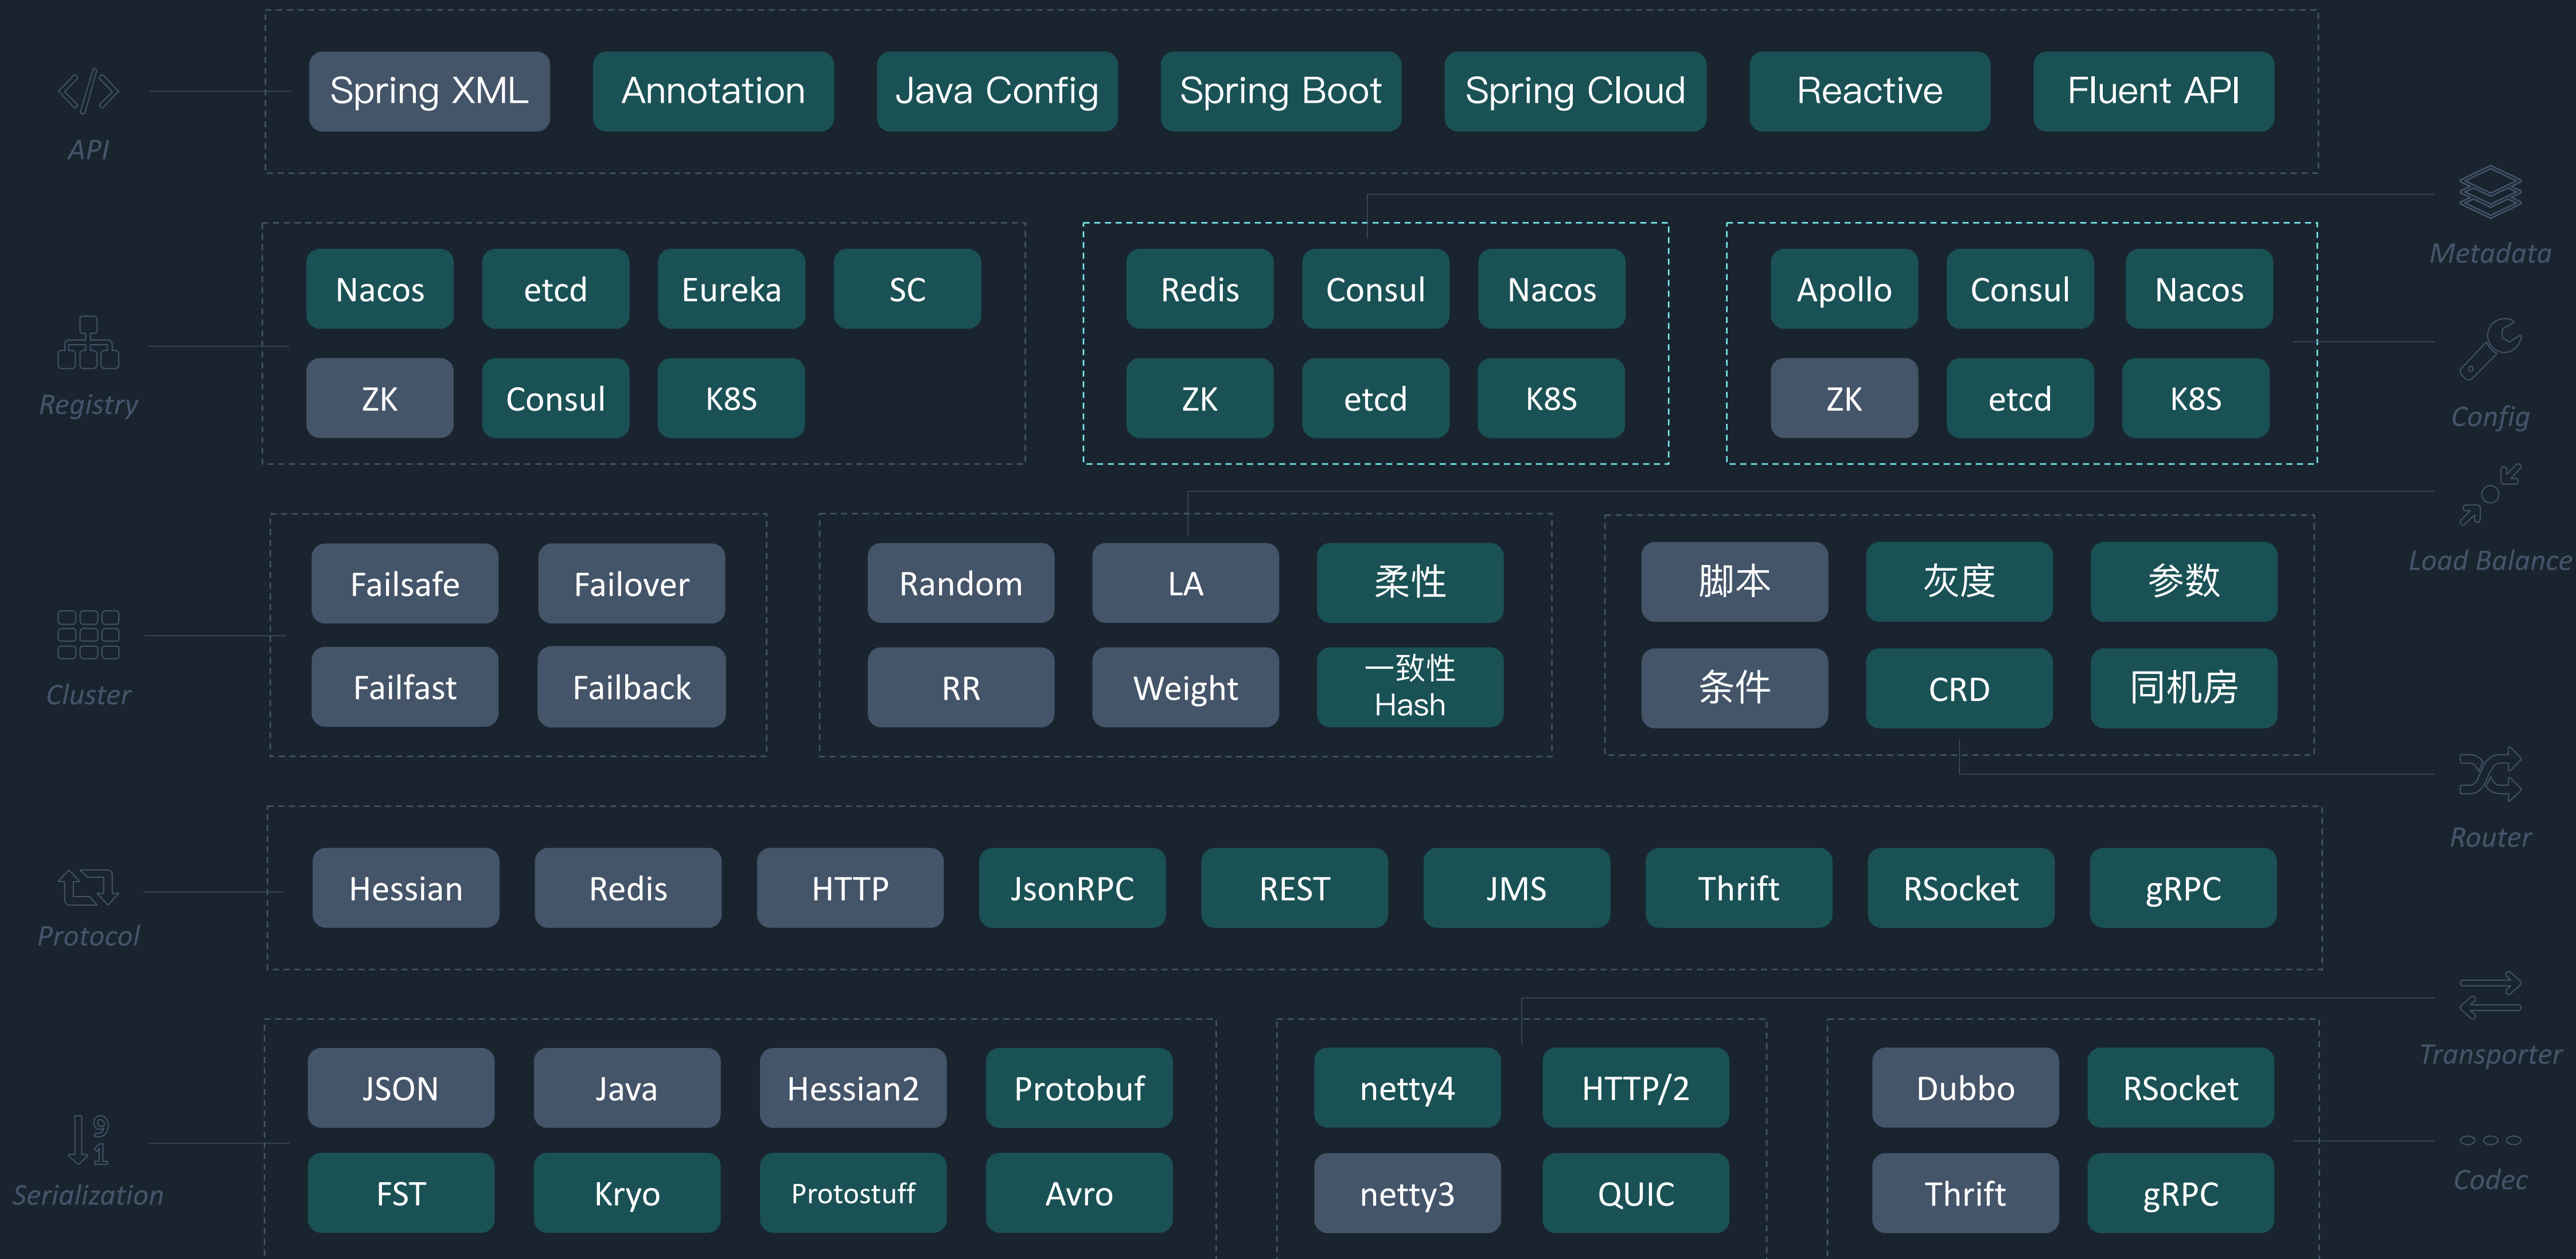 API
Spring XML
Annotation
Java Config
Spring Boot
Spring Cloud
Reactive
Fluent API
Registry
Nacos
etcd
Eureka
SC
ZK
Consul
K8S
Redis
Consul
Nacos
ZK
etcd
K8S
Metadata
Apollo
Consul
Nacos
ZK
etcd
K8S
Config
Cluster
Failsafe
Failover
Failfast
Failback
Random
LA
柔性
RR
Weight
一致性
Hash
Load Balance
脚本
灰度
参数
条件
CRD
同机房
Router
Protocol
Hessian
Redis
HTTP
JsonRPC
REST
JMS
Thrift
RSocket
gRPC
Serialization
JSON
Java
Hessian2
Protobuf
FST
Kryo
Protostuff
Avro
netty4
HTTP/2
netty3
QUIC
Transporter
Dubbo
RSocket
Thrift
gRPC
Codec
9
1